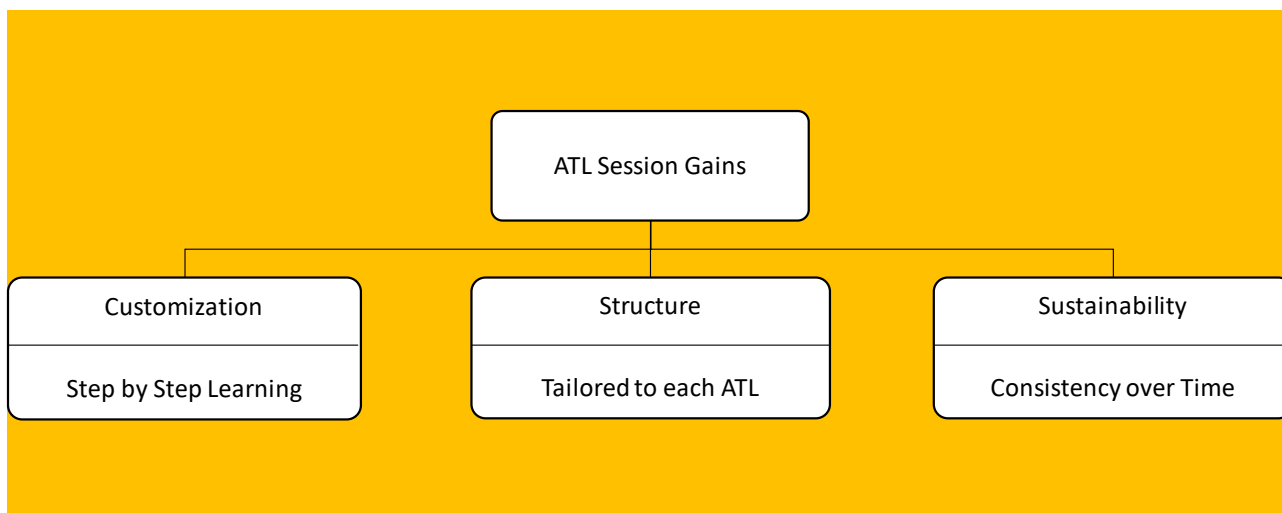 ATL Session Gains
Customization
Step by Step Learning
Structure
Tailored to each ATL
Sustainability
Consistency over Time